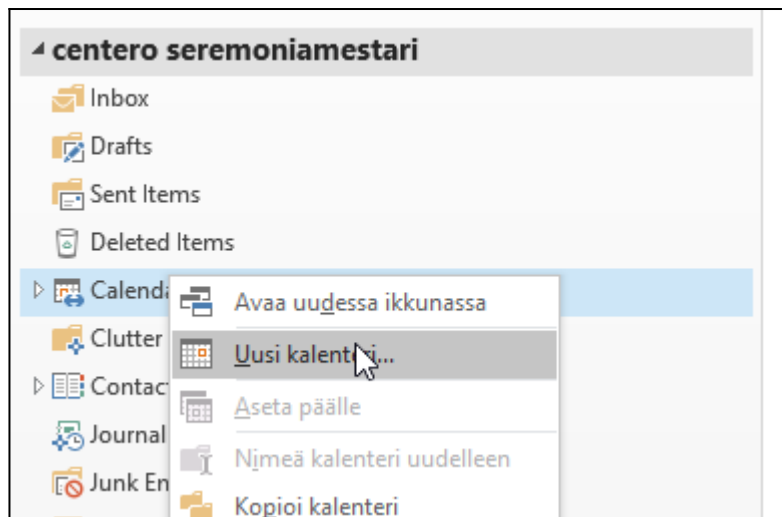 centero seremoniamestari
Inbox
Drafts
Sent Items
Deleted Items
Avaa uudessa ikkunassa
Clutter
Uusi kalenteri...
Aseta päälle
Journal
Nimeä kalenteri uudelleen
Kopioi kalenteri